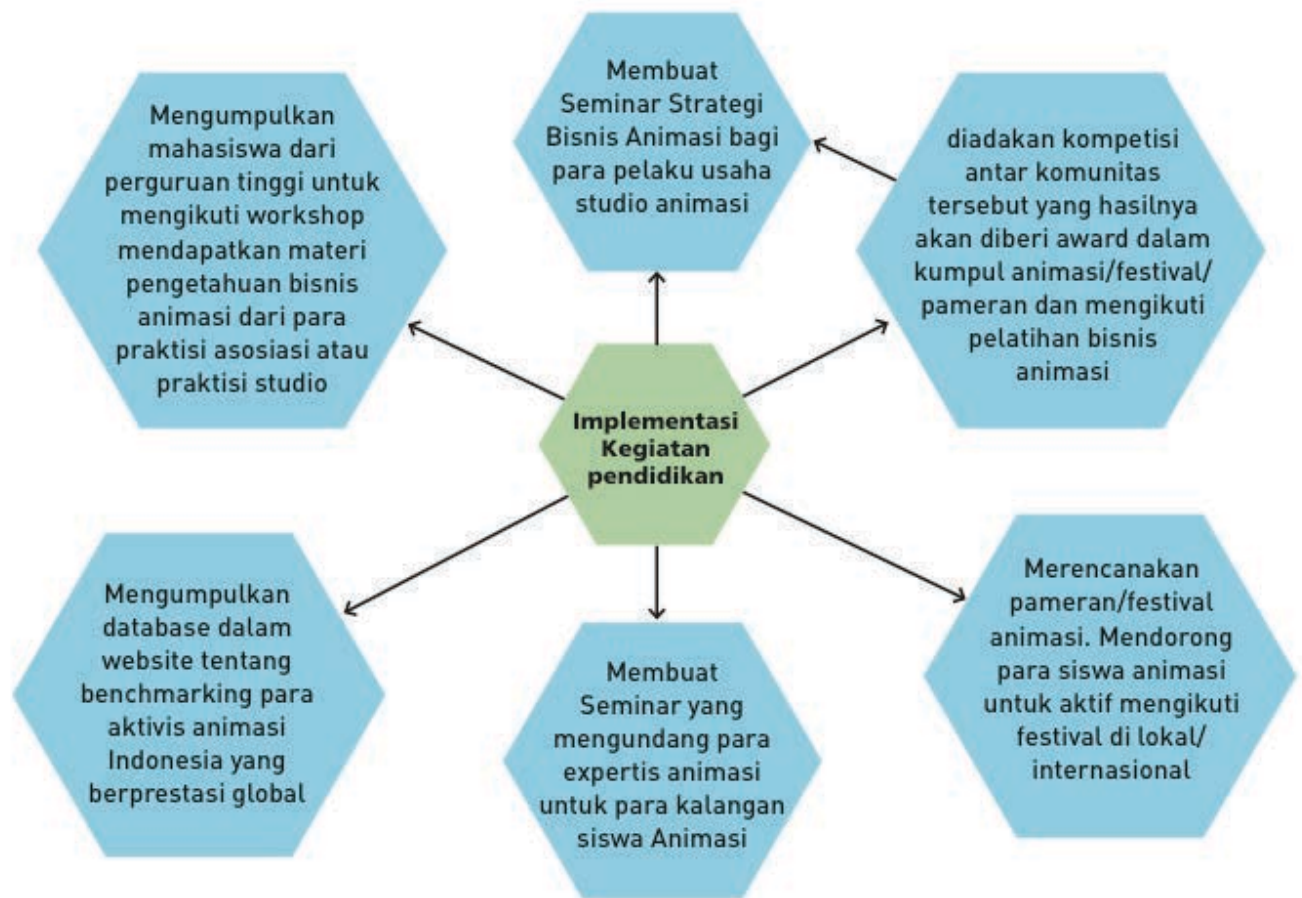 Mengumpulkan
mahasiswa dari
perguruan tinggi untuk
mengikuti workshop
mendapatkan materi
pengetahuan bisnis
animasi dari para
praktisi asosiasi atau
praktisi studio
Membuat
Seminar Strategi
Bisnis Animasi bagi
para pelaku usaha
studio animasi
diadakan kompetisi
antar komunitas
tersebut yang hasilnya
akan diberi award dalam
kumpul animasi/festival/
pameran dan mengikuti
pelatihan bisnis
animasi
Implementasi
Kegiatan
pendidikan
Mengumpulkan
database dalam
website tentang
benchmarking para
aktivis animasi
Indonesia yang
berprestasi global
Membuat
Seminar yang
mengundang para
expertis animasi
untuk para kalangan
siswa Animasi
Merencanakan
pameran/festival
animasi. Mendorong
para siswa animasi
untuk aktif mengikuti
festival di lokal/
internasional